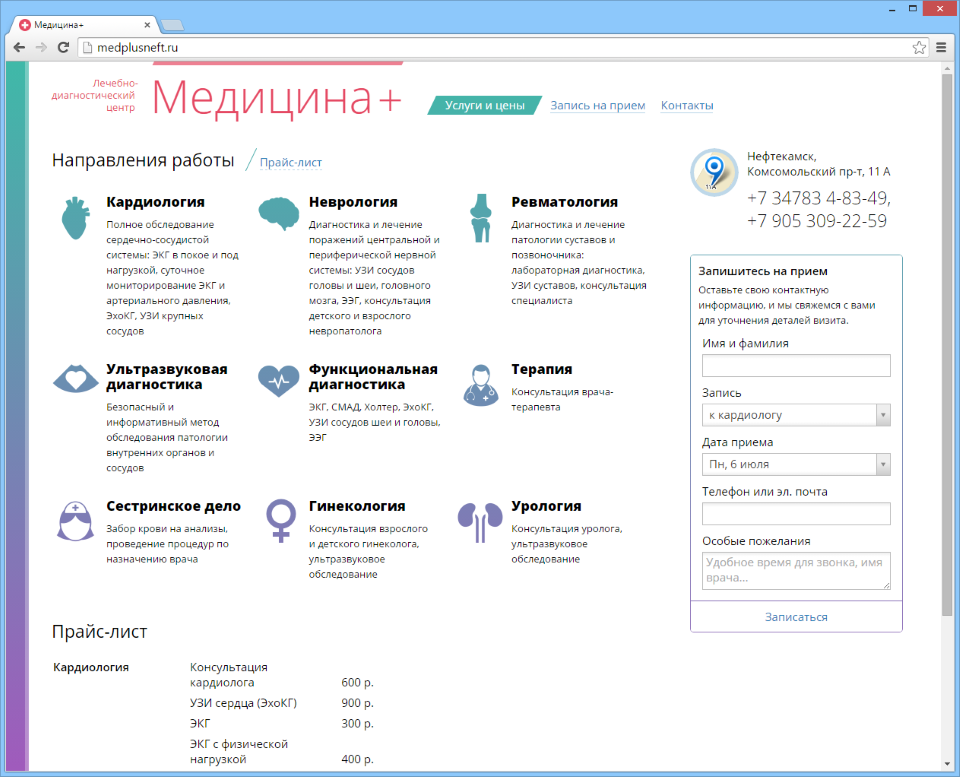 Медицина+
medplusneft.ru
Лечебно-
диагностический
центр
Медицина+
Услуги и цены
Запись на прием
Контакты
Направления работы
Прайс-лист
Кардиология
Полное обследование
сердечно-сосудистой
системы: ЭКГ в покое и под
нагрузкой, суточное
мониторирование ЭКГ и
артериального давления,
ЭхоКГ, УЗИ крупных
сосудов
Неврология
Диагностика и лечение
поражений центральной и
периферической нервной
системы: УЗИ сосудов
головы и шеи, головного
мозга, ЭЭГ, консультация
детского и взрослого
невропатолога
Ревматология
Диагностика и лечение
патологии суставов и
позвоночника:
лабораторная диагностика,
УЗИ суставов, консультация
специалиста
Ультразвуковая
диагностика
Безопасный и
информативный метод
обследования патологии
внутренних органов и
сосудов
Функциональная
диагностика
ЭКГ, СМАД, Холтер, ЭхоКГ,
УЗИ сосудов шеи и головы,
ЭЭГ
Терапия
Консультация врача-
терапевта
Сестринское дело
Забор крови на анализы,
проведение процедур по
назначению врача
Гинекология
Консультация взрослого
и детского гинеколога,
ультразвуковое
обследование
Урология
Консультация уролога,
ультразвуковое
обследование
11А
Нефтекамск,
Комсомольский пр-т, 11 А
+7 34783 4-83-49,
+7 905 309-22-59
Запишитесь на прием
Оставьте свою контактную
информацию, и мы свяжемся с вами
для уточнения деталей визита.
Имя и фамилия
Запись
к кардиологу
Дата приема
Пн, 6 июля
Телефон или эл. почта
Особые пожелания
Удобное время для звонка, имя
врача...
Записаться
Прайс-лист
Кардиология
Консультация
кардиолога 600 р.
УЗИ сердца (ЭхоКГ) 900 р.
ЭКГ 300 р.
ЭКГ с физической
нагрузкой 400 р.